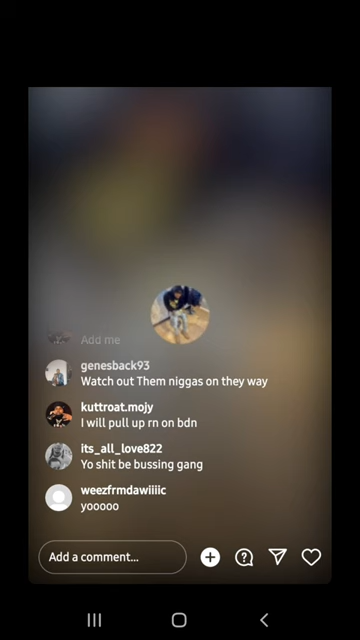 Add me
genesback93
Watch out Them niggas on they way
kuttroat.mojy
I will pull up rn on bdn
its_all_love822
Yo shit be bussing gang
weezfrmdawiiiic
yooooo
Add a comment...